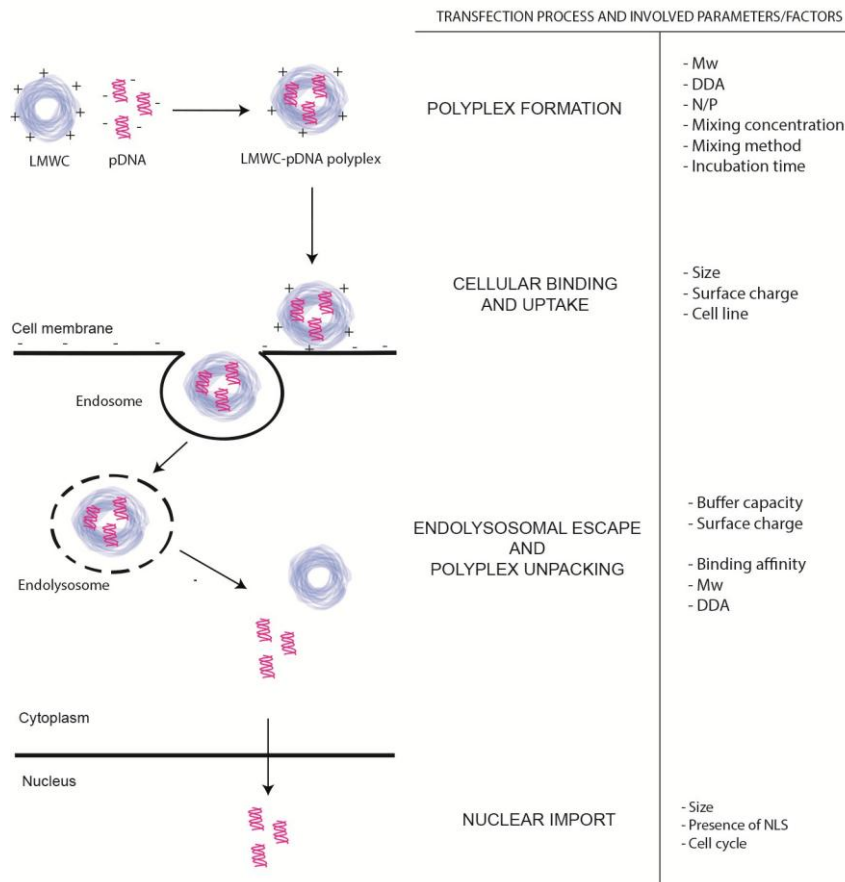 TRANSFECTION PROCESS AND INVOLVED PARAMETERS/FACTORS
LMWC
pDNA
LMWC-pDNA polyplex
POLYPLEX FORMATION
- Mw
- DDA
- N/P
- Mixing concentration
- Mixing method
- Incubation time
Cell membrane
CELLULAR BINDING
AND UPTAKE
- Size
- Surface charge
- Cell line
Endosome
Endolysosome
ENDOLYSOSOMAL ESCAPE
AND
POLYPLEX UNPACKING
- Buffer capacity
- Surface charge
- Binding affinity
- Mw
- DDA
Cytoplasm
Nucleus
NUCLEAR IMPORT
- Size
- Presence of NLS
- Cell cycle